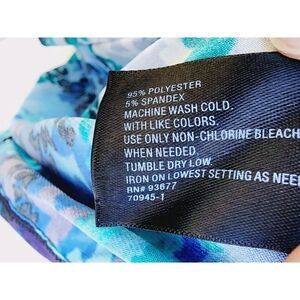 95% POLYESTER
5% SPANDEX
MACHINE WASH COLD.
WITH LIKE COLORS.
USE ONLY NON-CHLORINE BLEACH
WHEN NEEDED
TUMBLE DRY LOW.
IRON ON LOWEST SETTING AS NEE
RN# 93677
70945-1